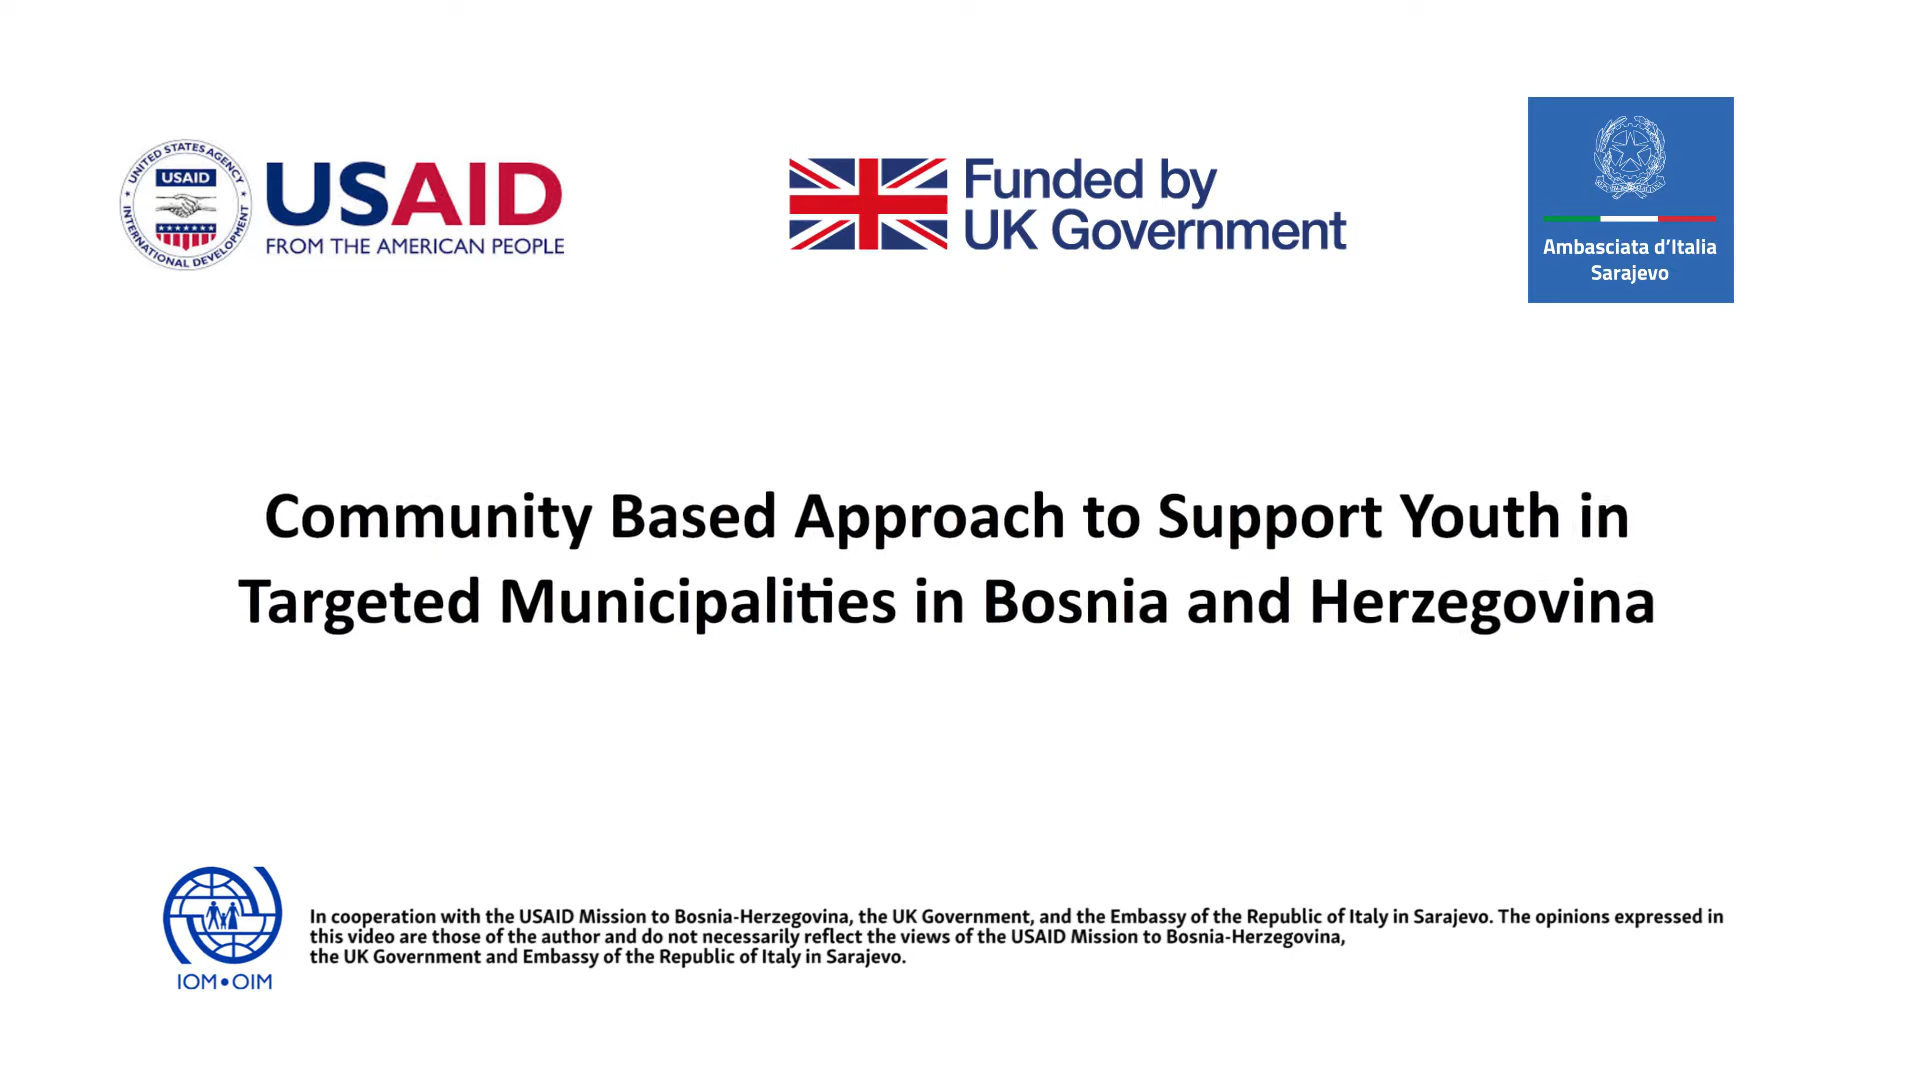 UNITED STATES AGENCY
INTERNATIONAL DEVELOPMENT
USAID
USAID
FROM THE AMERICAN PEOPLE
Funded by
UK Government
Ambasciata d'Italia
Sarajevo
Community Based Approach to Support Youth in
Targeted Municipalities in Bosnia and Herzegovina
IOM•OIM
In cooperation with the USAID Mission to Bosnia-Herzegovina, the UK Government, and the Embassy of the Republic of Italy in Sarajevo. The opinions expressed in
this video are those of the author and do not necessarily reflect the views of the USAID Mission to Bosnia-Herzegovina,
the UK Government and Embassy of the Republic of Italy in Sarajevo.